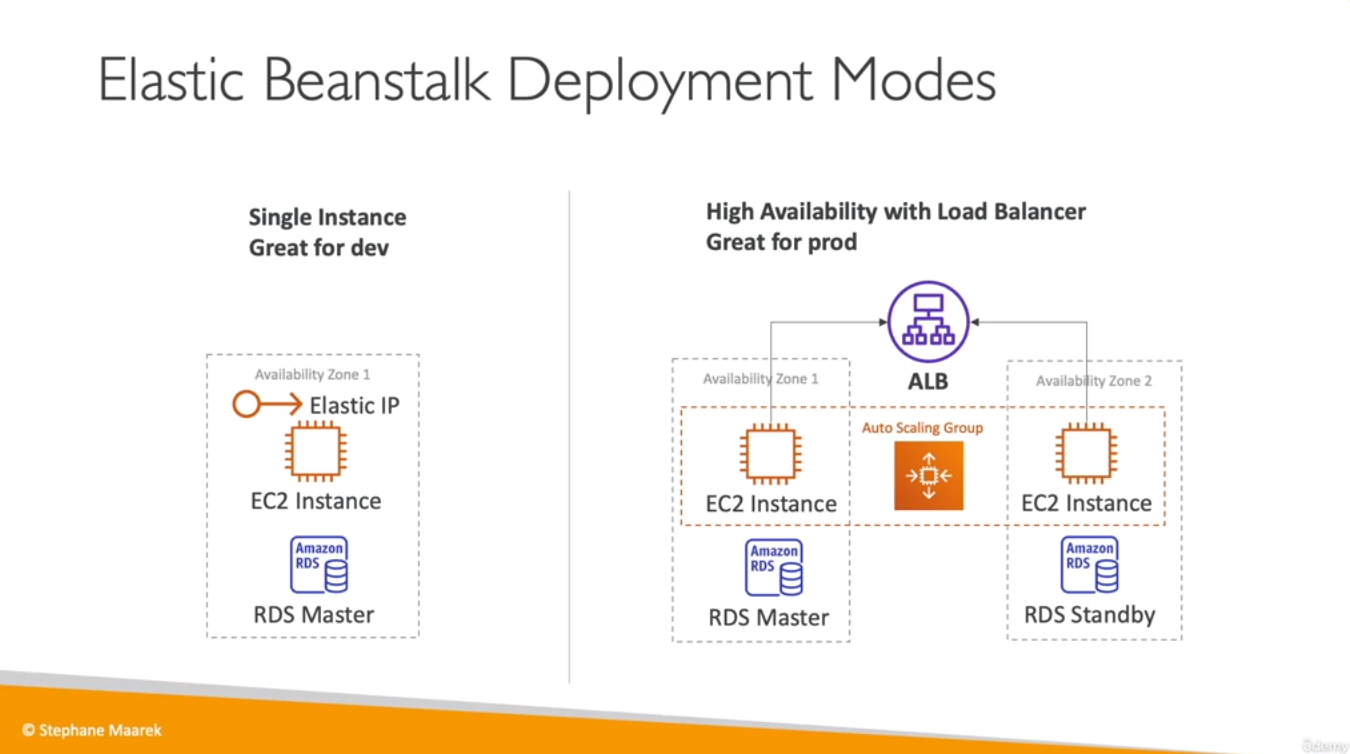 Elastic Beanstalk Deployment Modes
Single Instance
Great for dev
Availability Zone 1
Elastic IP
EC2 Instance
Amazon
RDS
RDS Master
High Availability with Load Balancer
Great for prod
ALB
Availability Zone 1
Availability Zone 2
Auto Scaling Group
EC2 Instance
EC2 Instance
Amazon
RDS
RDS Master
Amazon
RDS
RDS Standby
© Stephane Maarek
ûdemy